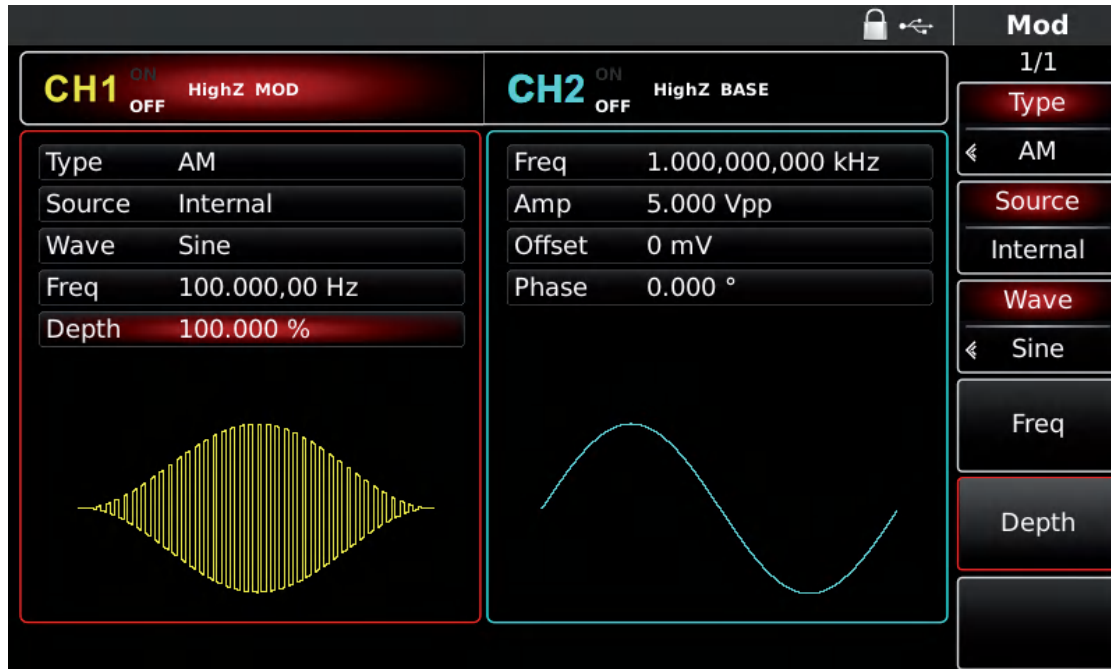 Mod
1/1
CH1 ON OFF HighZ MOD
CH2 ON OFF HighZ BASE
Type AM
Source Internal
Wave Sine
Freq 100.000,00 Hz
Depth 100.000 %
Freq 1.000,000,000 kHz
Amp 5.000 Vpp
Offset 0 mV
Phase 0.000 °
Type
AM
Source
Internal
Wave
Sine
Freq
Depth